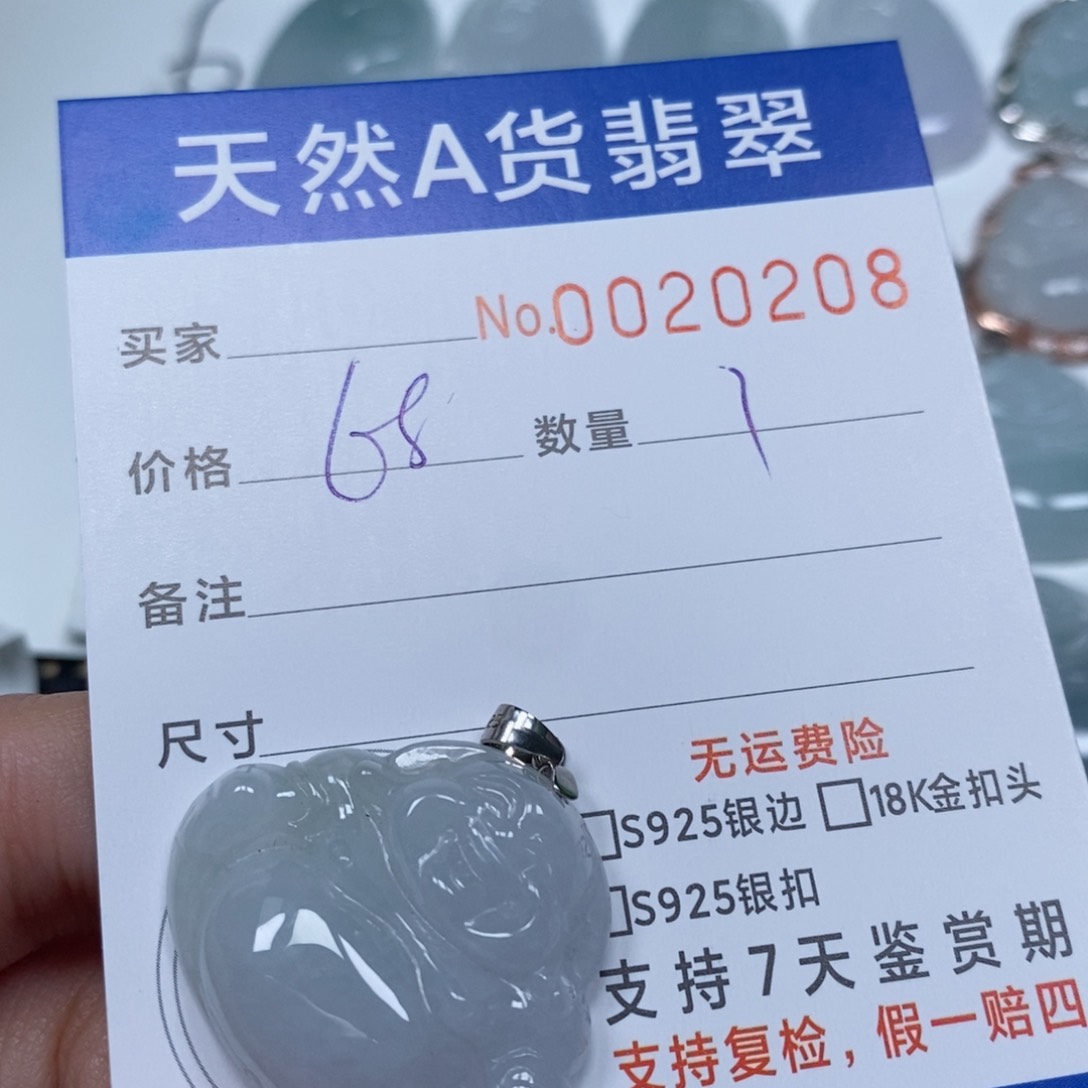 天然A货翡翠
买家 No.0020208
价格 68 数量 1
备注
尺寸
无运费险
S925银边 18K金扣头
S925银扣
支持7天鉴赏期
支持复检，假一赔四